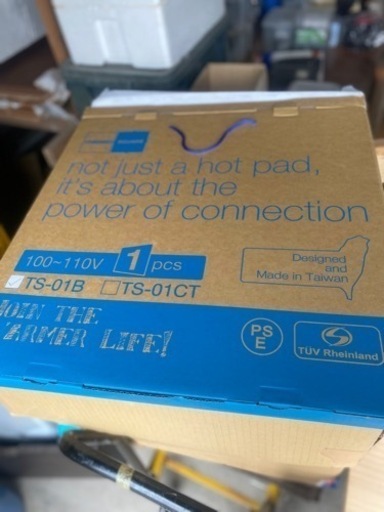 not just a hot pad,
it's about the
power of connection
100~110V 1 pcs
Designed
and
Made in Taiwan
TS-01B TS-01CT
JOIN THE
LIFE!
PS
E
TÜV Rheinland